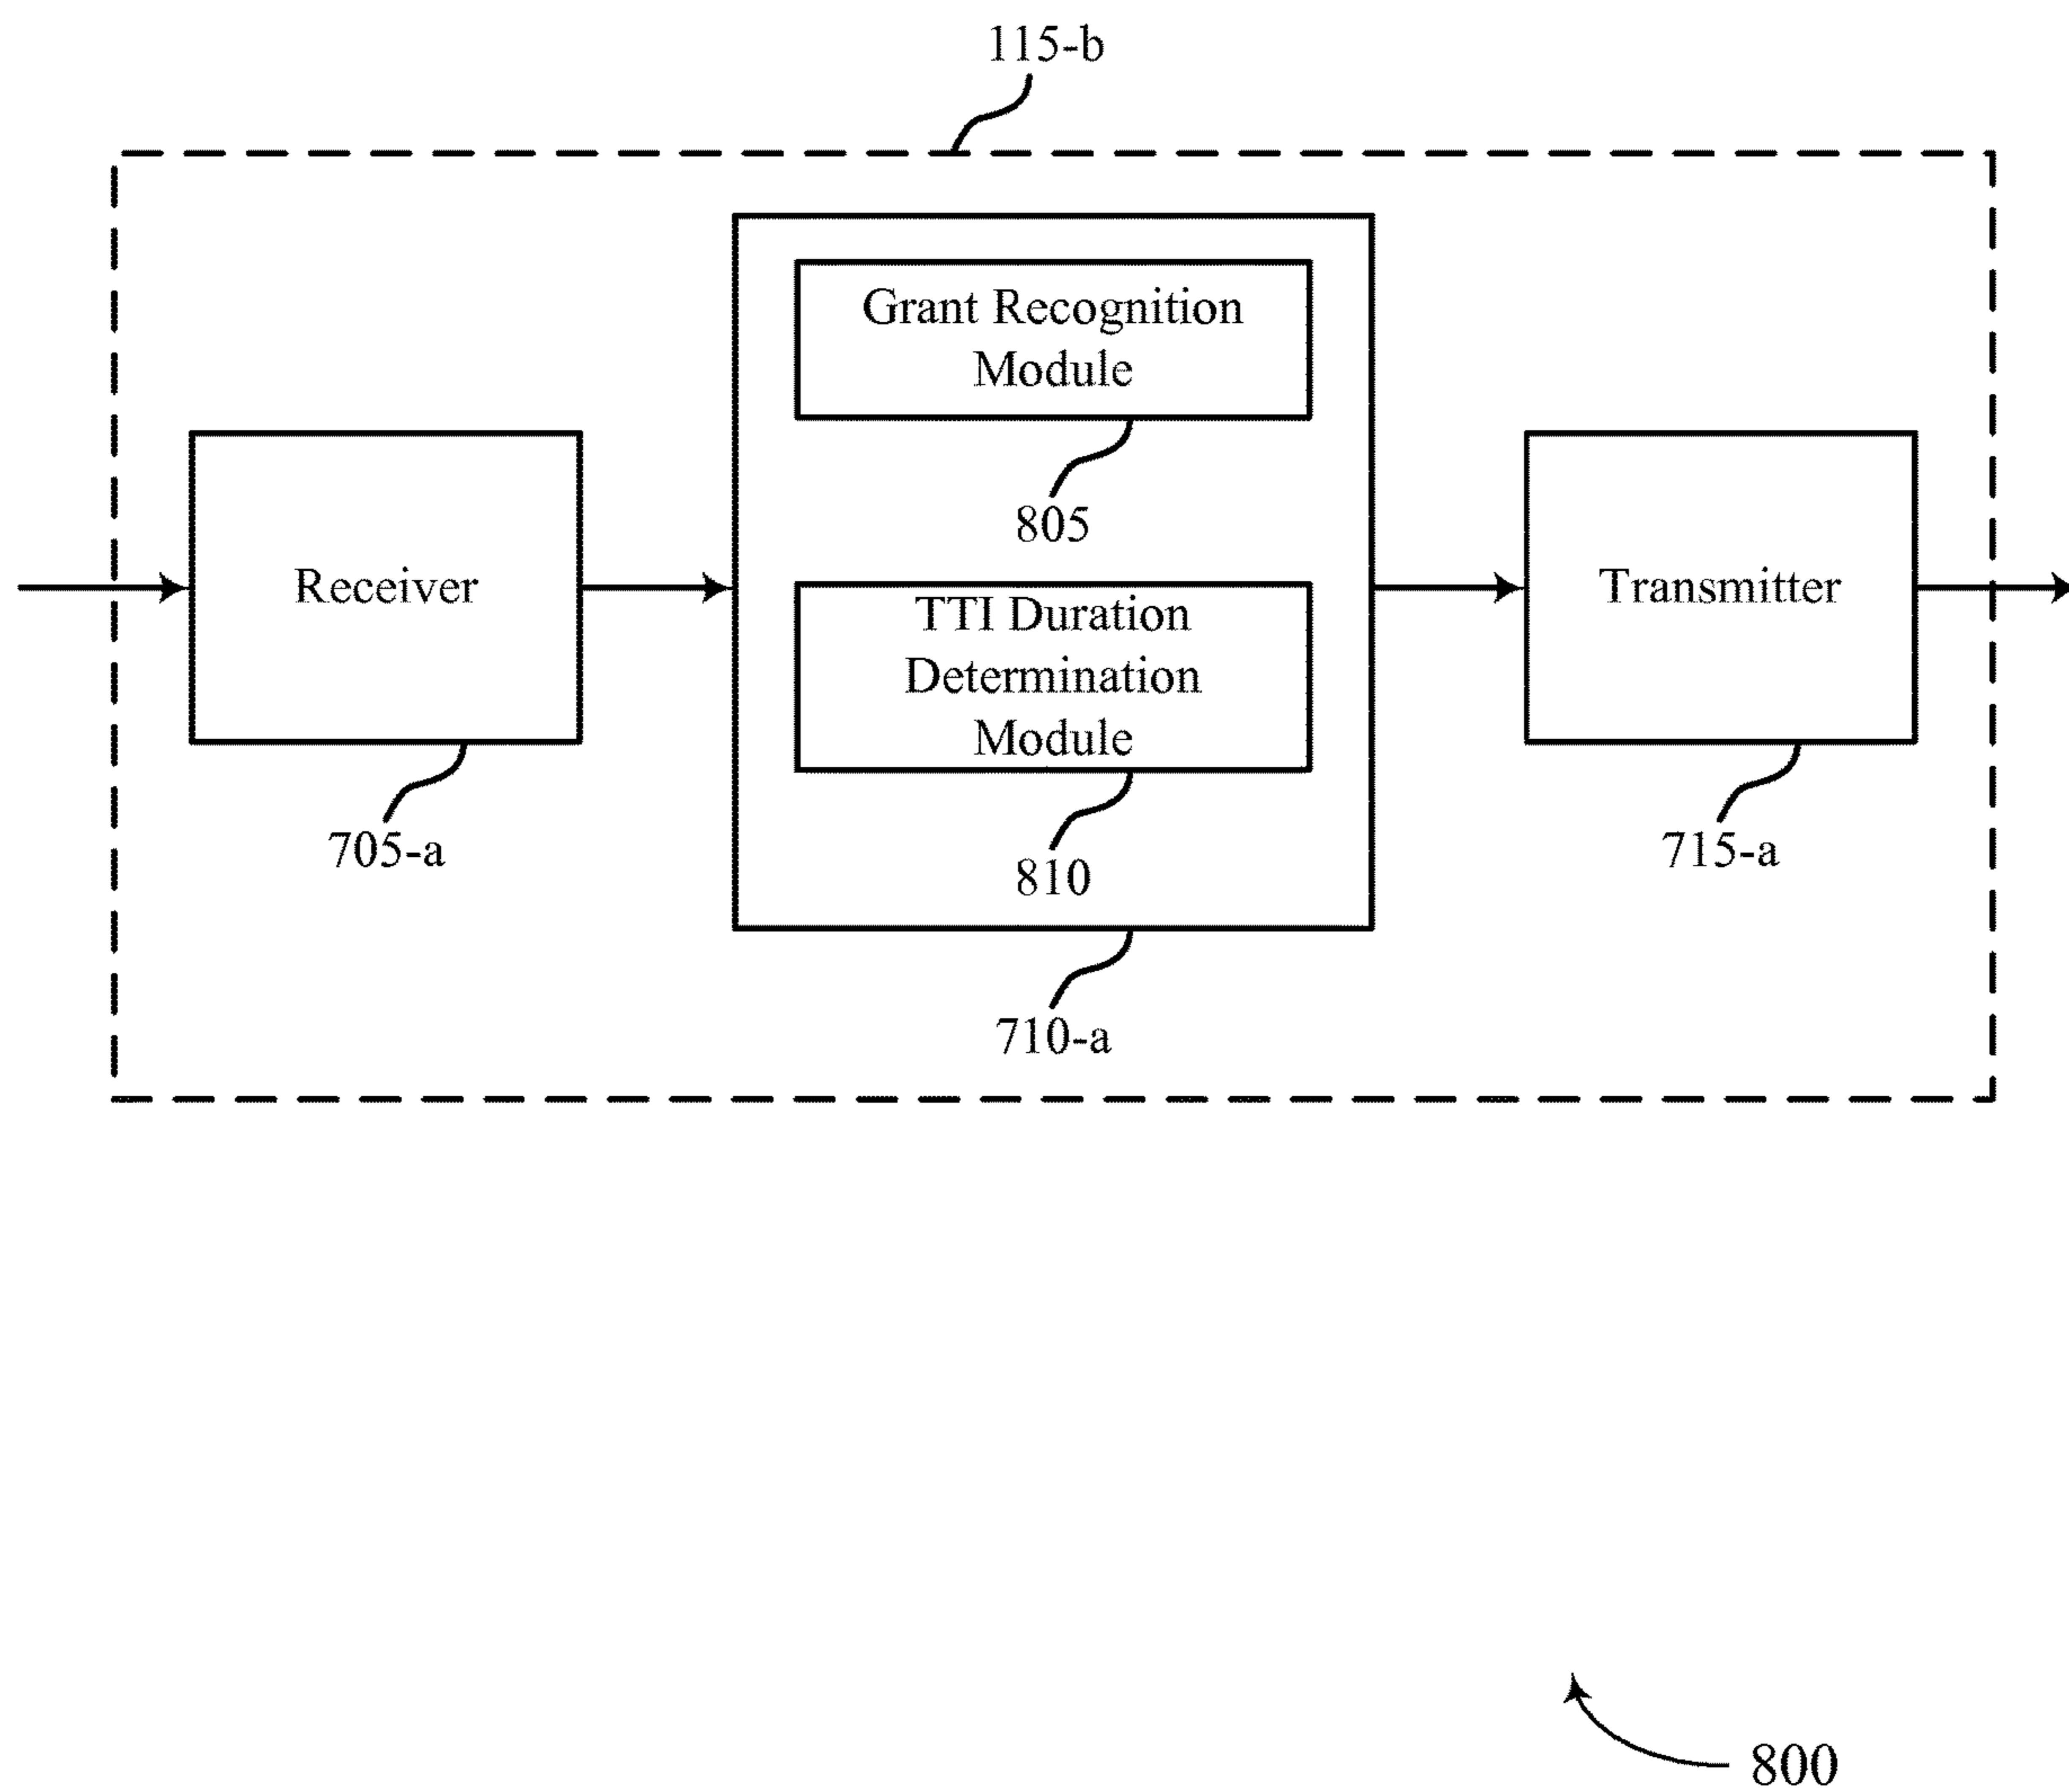 115-b
Grant Recognition
Module
805
Receiver
TTI Duration
Determination
Module
Transmitter
705-a
810
715-a
710-a
800